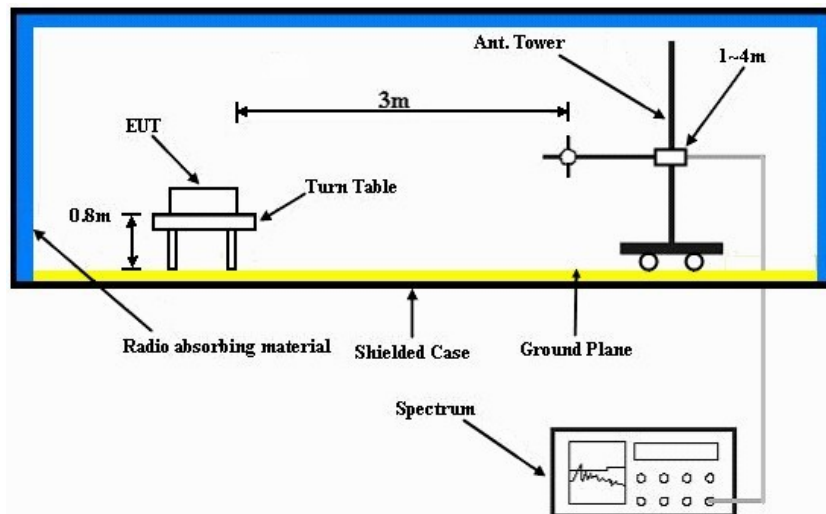 Ant. Tower
1~4m
3m
EUT
Turn Table
0.8m
Radio absorbing material
Shielded Case
Ground Plane
Spectrum